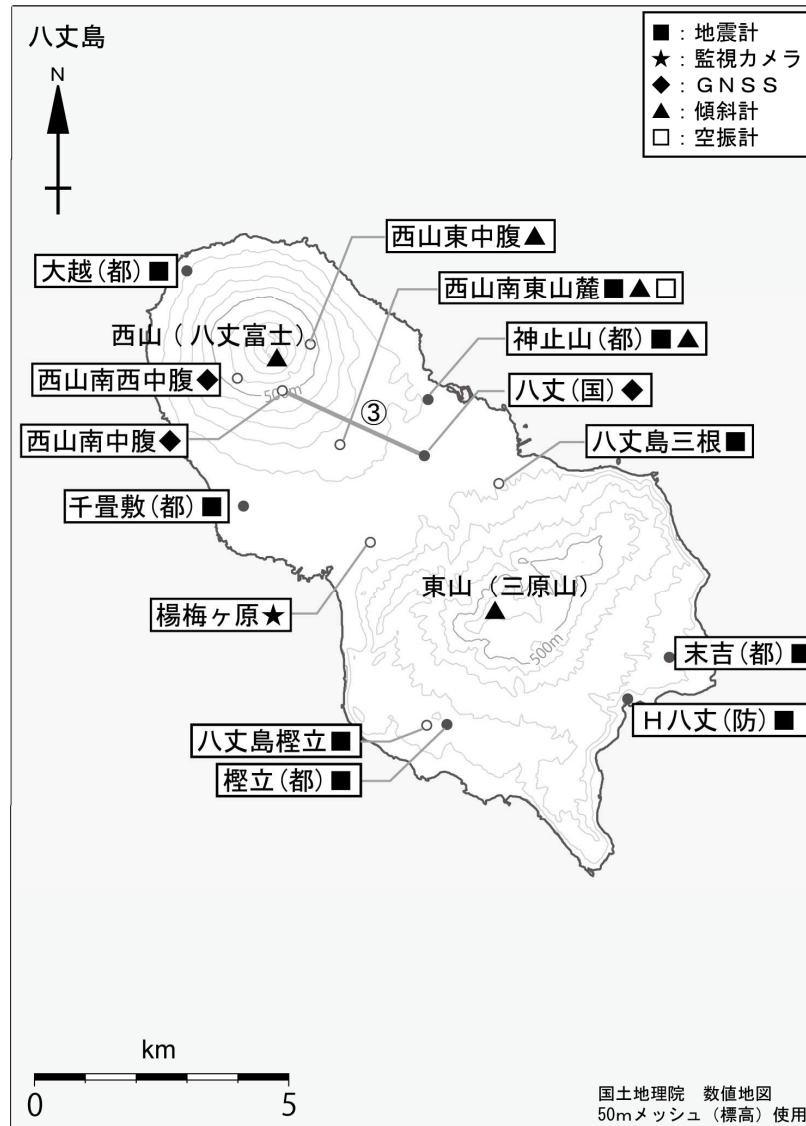 八丈島
N
■：地震計
★：監視カメラ
◆：ＧＮＳＳ
▲：傾斜計
□：空振計
西山東中腹▲
大越(都)■
西山南東山麓■▲□
西山（八丈富士）
神止山(都)■▲
西山南西中腹◆
500m
③
八丈(国)◆
西山南中腹◆
八丈島三根■
千畳敷(都)■
東山（三原山）
楊梅ヶ原★
500m
末吉(都)■
Ｈ八丈(防)■
八丈島樫立■
樫立(都)■
km
0 5
国土地理院　数値地図
50mメッシュ（標高）使用